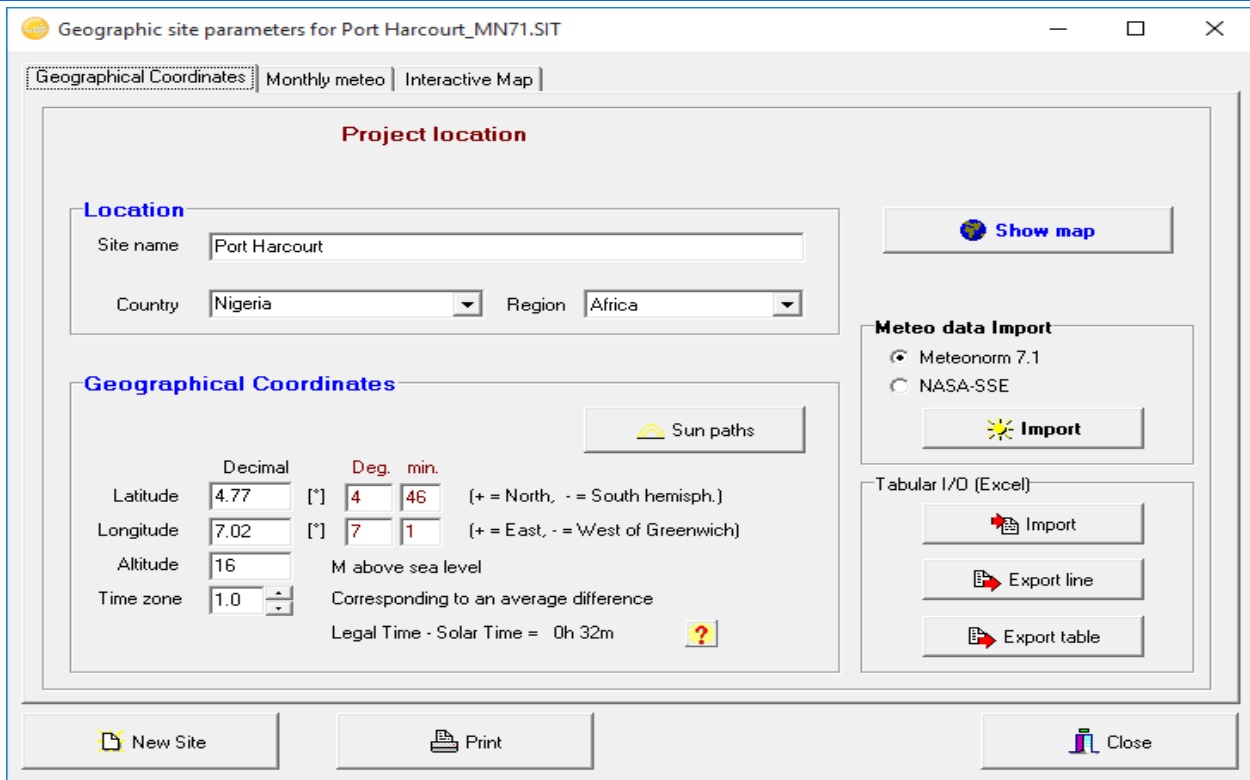 Geographic site parameters for Port Harcourt_MN71.SIT
Geographical Coordinates Monthly meteo Interactive Map
Project location
Location
Site name Port Harcourt
Country Nigeria Region Africa
Show map
Meteo data Import
Meteonorm 7.1
NASA-SSE
Import
Geographical Coordinates
Sun paths
Decimal Deg. min.
Latitude 4.77 [°] 4 46 (+ = North, - = South hemisph.)
Longitude 7.02 [°] 7 1 (+ = East, - = West of Greenwich)
Altitude 16 M above sea level
Time zone 1.0 Corresponding to an average difference
Legal Time - Solar Time = 0h 32m ?
Tabular I/O (Excel)
Import
Export line
Export table
New Site Print Close